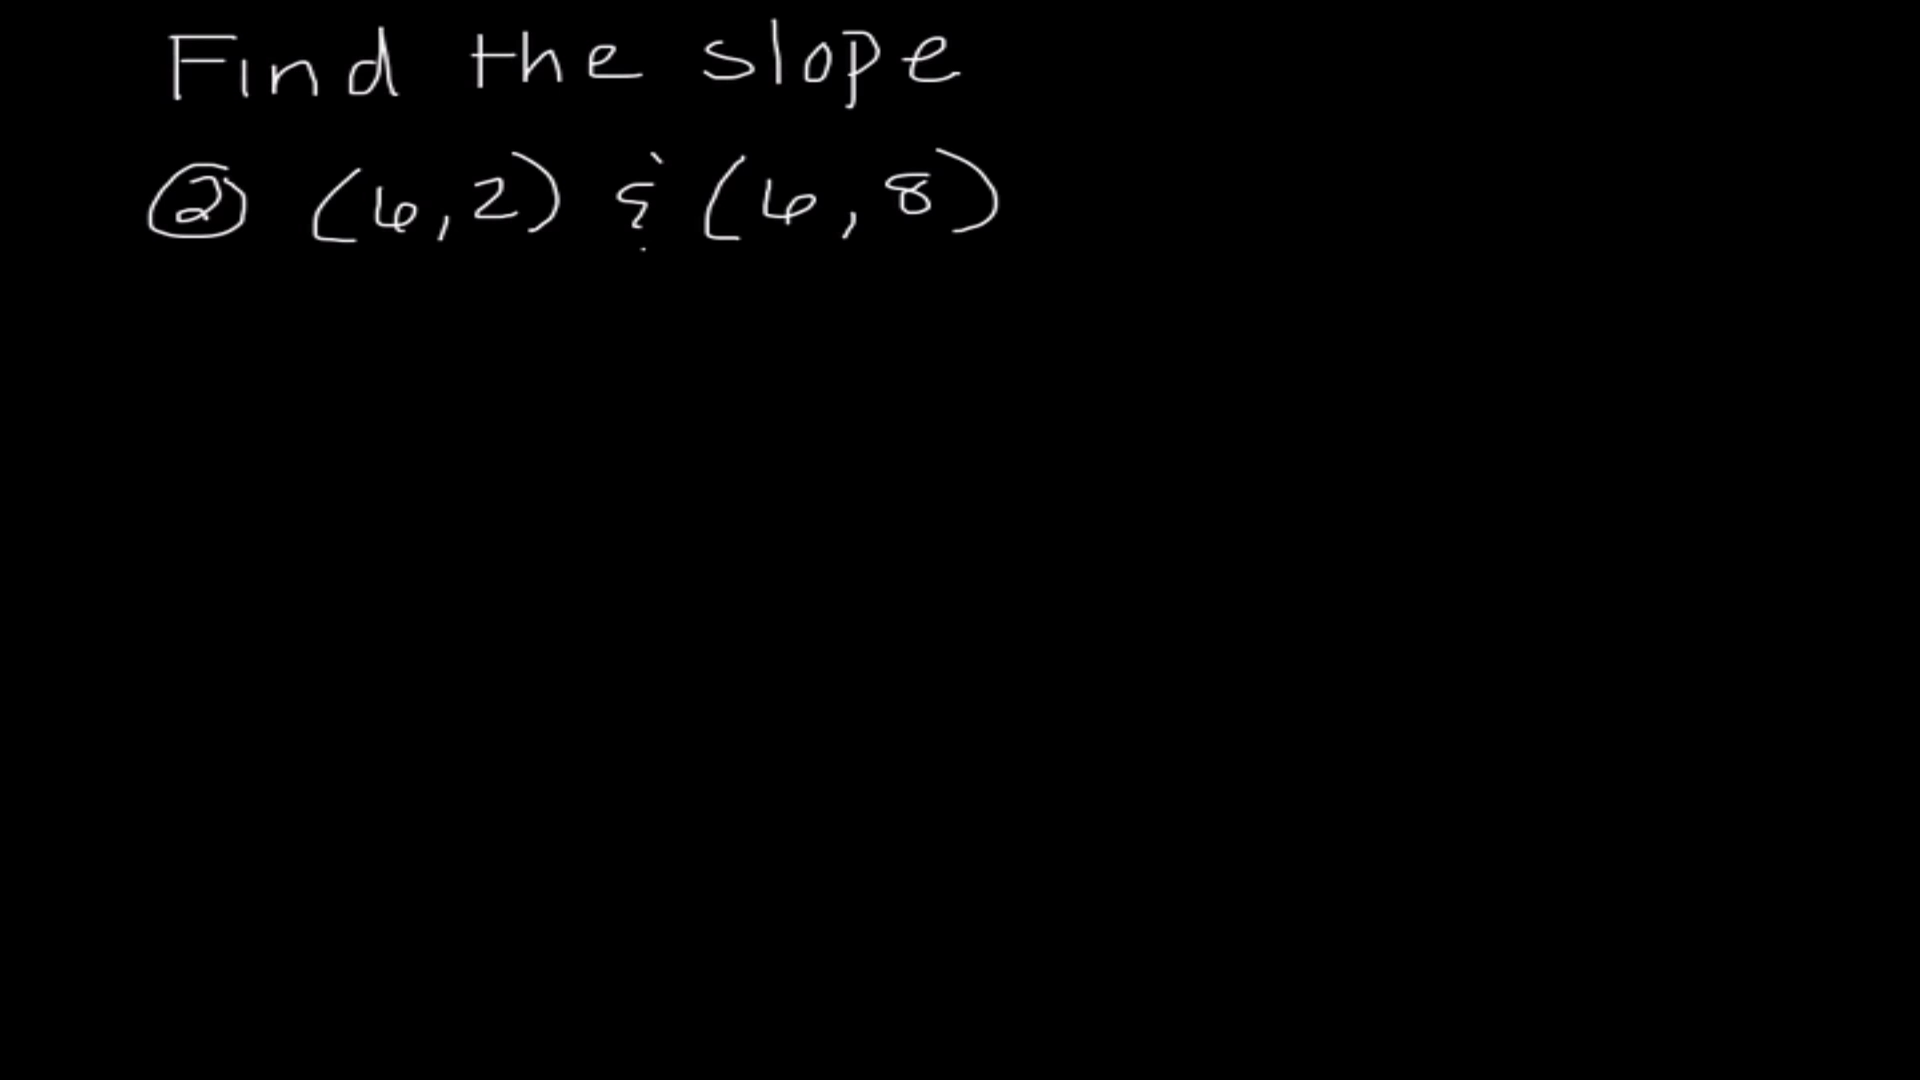 Find the slope
② (6,2) & (6,8)